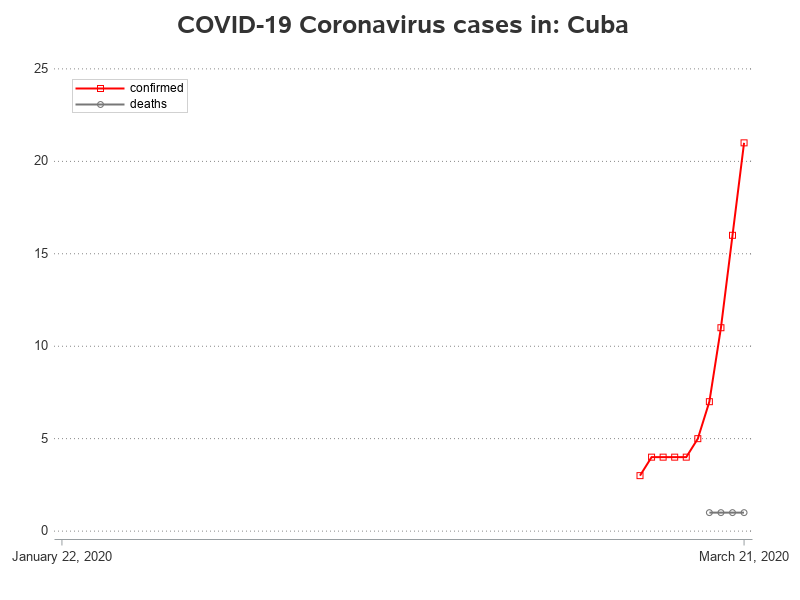 COVID-19 Coronavirus cases in: Cuba
25
confirmed
deaths
20
15
10
5
0
January 22, 2020
March 21, 2020